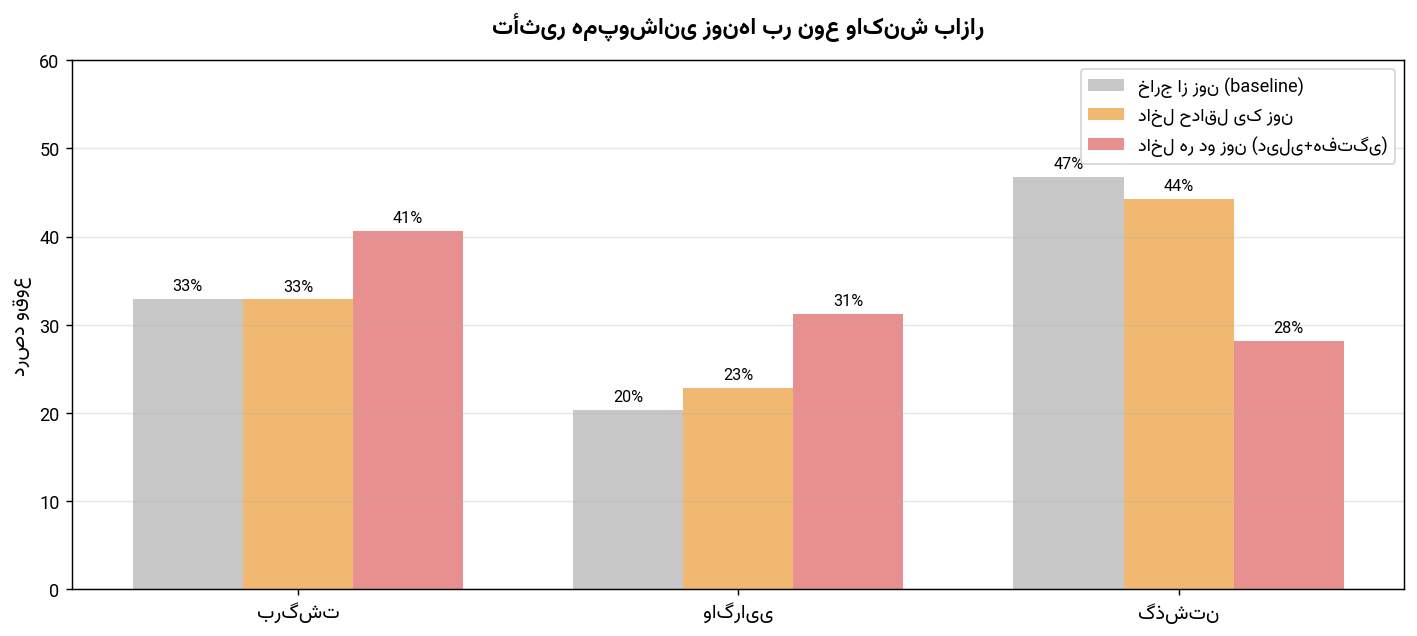 تأثیر همپوشانی زونها بر نوع واکنش بازار
60
خارج از زون (baseline)
داخل حداقل یک زون
داخل هر دو زون (دیلی+هفتگی)
50
47%
44%
41%
40
33%
33%
31%
30
28%
23%
20%
20
10
0
درصد وقوع
برگشت
واگرایی
گذشتن